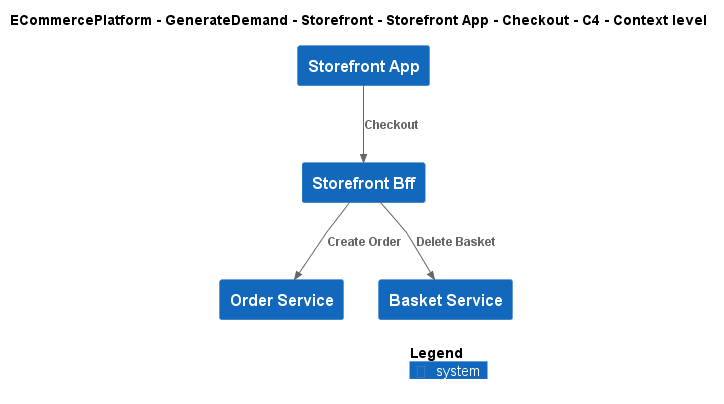 ECommercePlatform - GenerateDemand - Storefront - Storefront App - Checkout - C4 - Context level
Storefront App
Checkout
Storefront Bff
Create Order
Delete Basket
Order Service
Basket Service
Legend
system